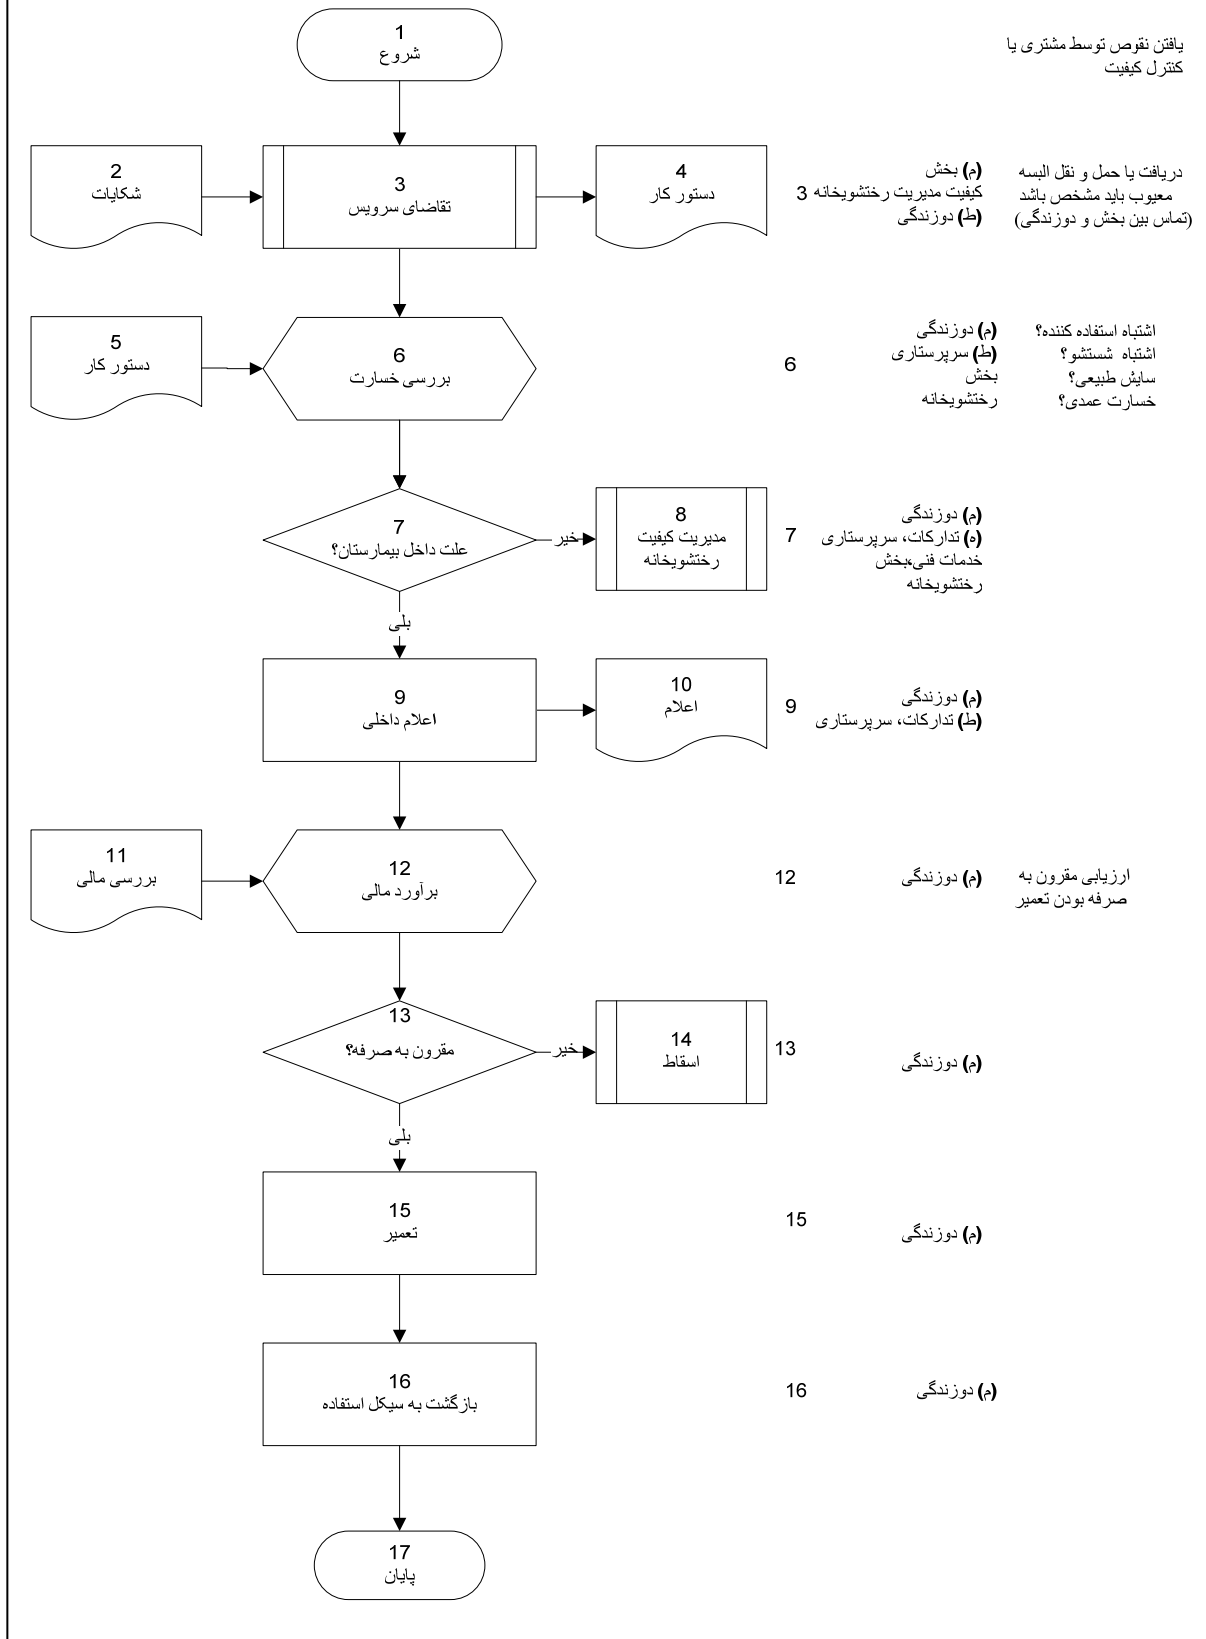 1
شروع
یافتن نقوص توسط مشتری یا
کنترل کیفیت
2
شکایات
3
تقاضای سرویس
4
دستور کار
3
(م) بخش
کیفیت مدیریت رختشویخانه
(ط) دوزندگی
دریافت یا حمل و نقل البسه
معیوب باید مشخص باشد
(تماس بین بخش و دوزندگی)
5
دستور کار
6
بررسی خسارت
6
(م) دوزندگی
(ط) سرپرستاری
بخش
رختشویخانه
اشتباه استفاده کننده؟
اشتباه شستشو؟
سایش طبیعی؟
خسارت عمدی؟
7
علت داخل بیمارستان؟
خیر
8
مدیریت کیفیت
رختشویخانه
7
(م) دوزندگی
(ه) تدارکات، سرپرستاری
خدمات فنی،بخش
رختشویخانه
بلی
9
اعلام داخلی
10
اعلام
9
(م) دوزندگی
(ط) تدارکات، سرپرستاری
11
بررسی مالی
12
برآورد مالی
12
(م) دوزندگی
ارزیابی مقرون به
صرفه بودن تعمیر
13
مقرون به صرفه؟
خیر
14
اسقاط
13
(م) دوزندگی
بلی
15
تعمیر
15
(م) دوزندگی
16
بازگشت به سیکل استفاده
16
(م) دوزندگی
17
پایان